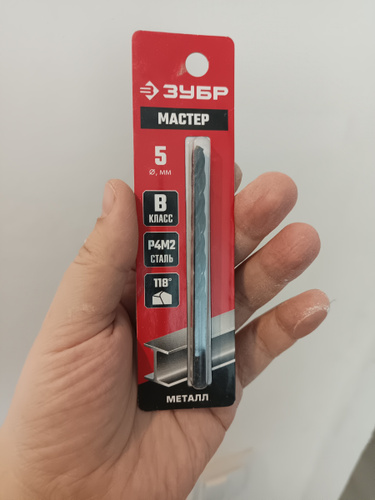 ЗУБР
МАСТЕР
5
Ø, мм
В
КЛАСС
Р4М2
СТАЛЬ
118°
МЕТАЛЛ